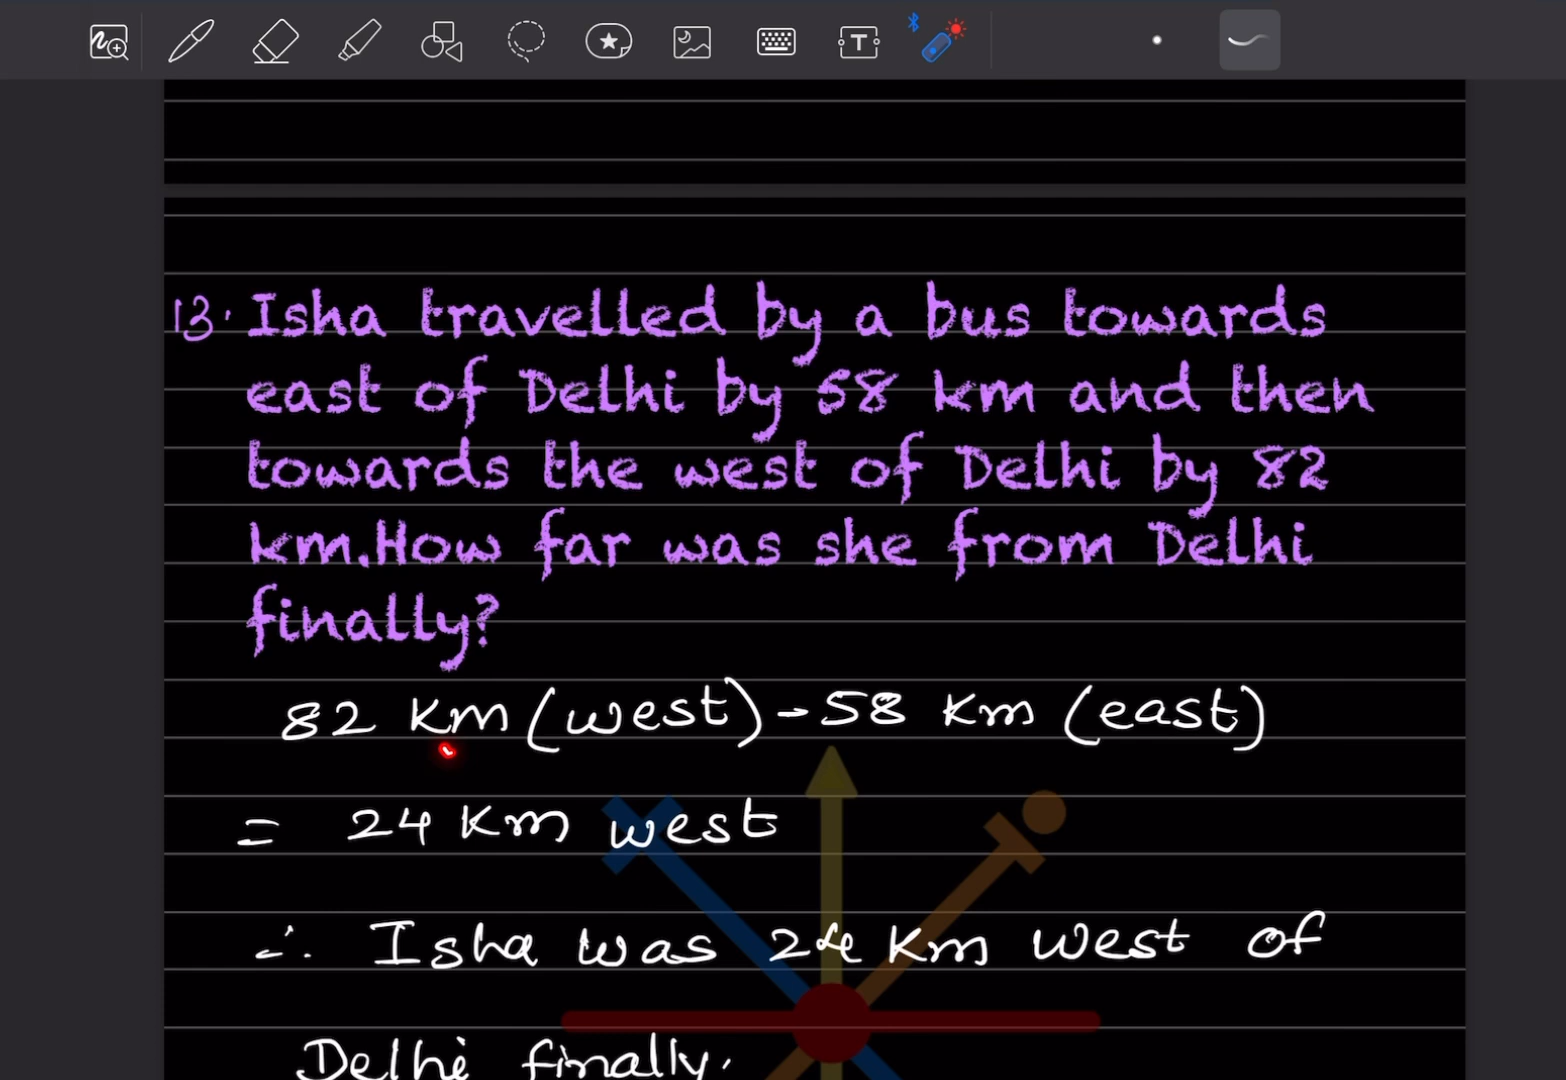 13. Isha travelled by a bus towards
east of Delhi by 58 km and then
towards the west of Delhi by 82
km.How far was she from Delhi
finally?
82 Km (west) - 58 Km (east)
= 24 Km west
∴ Isha was 24 Km west of
Delhi finally.